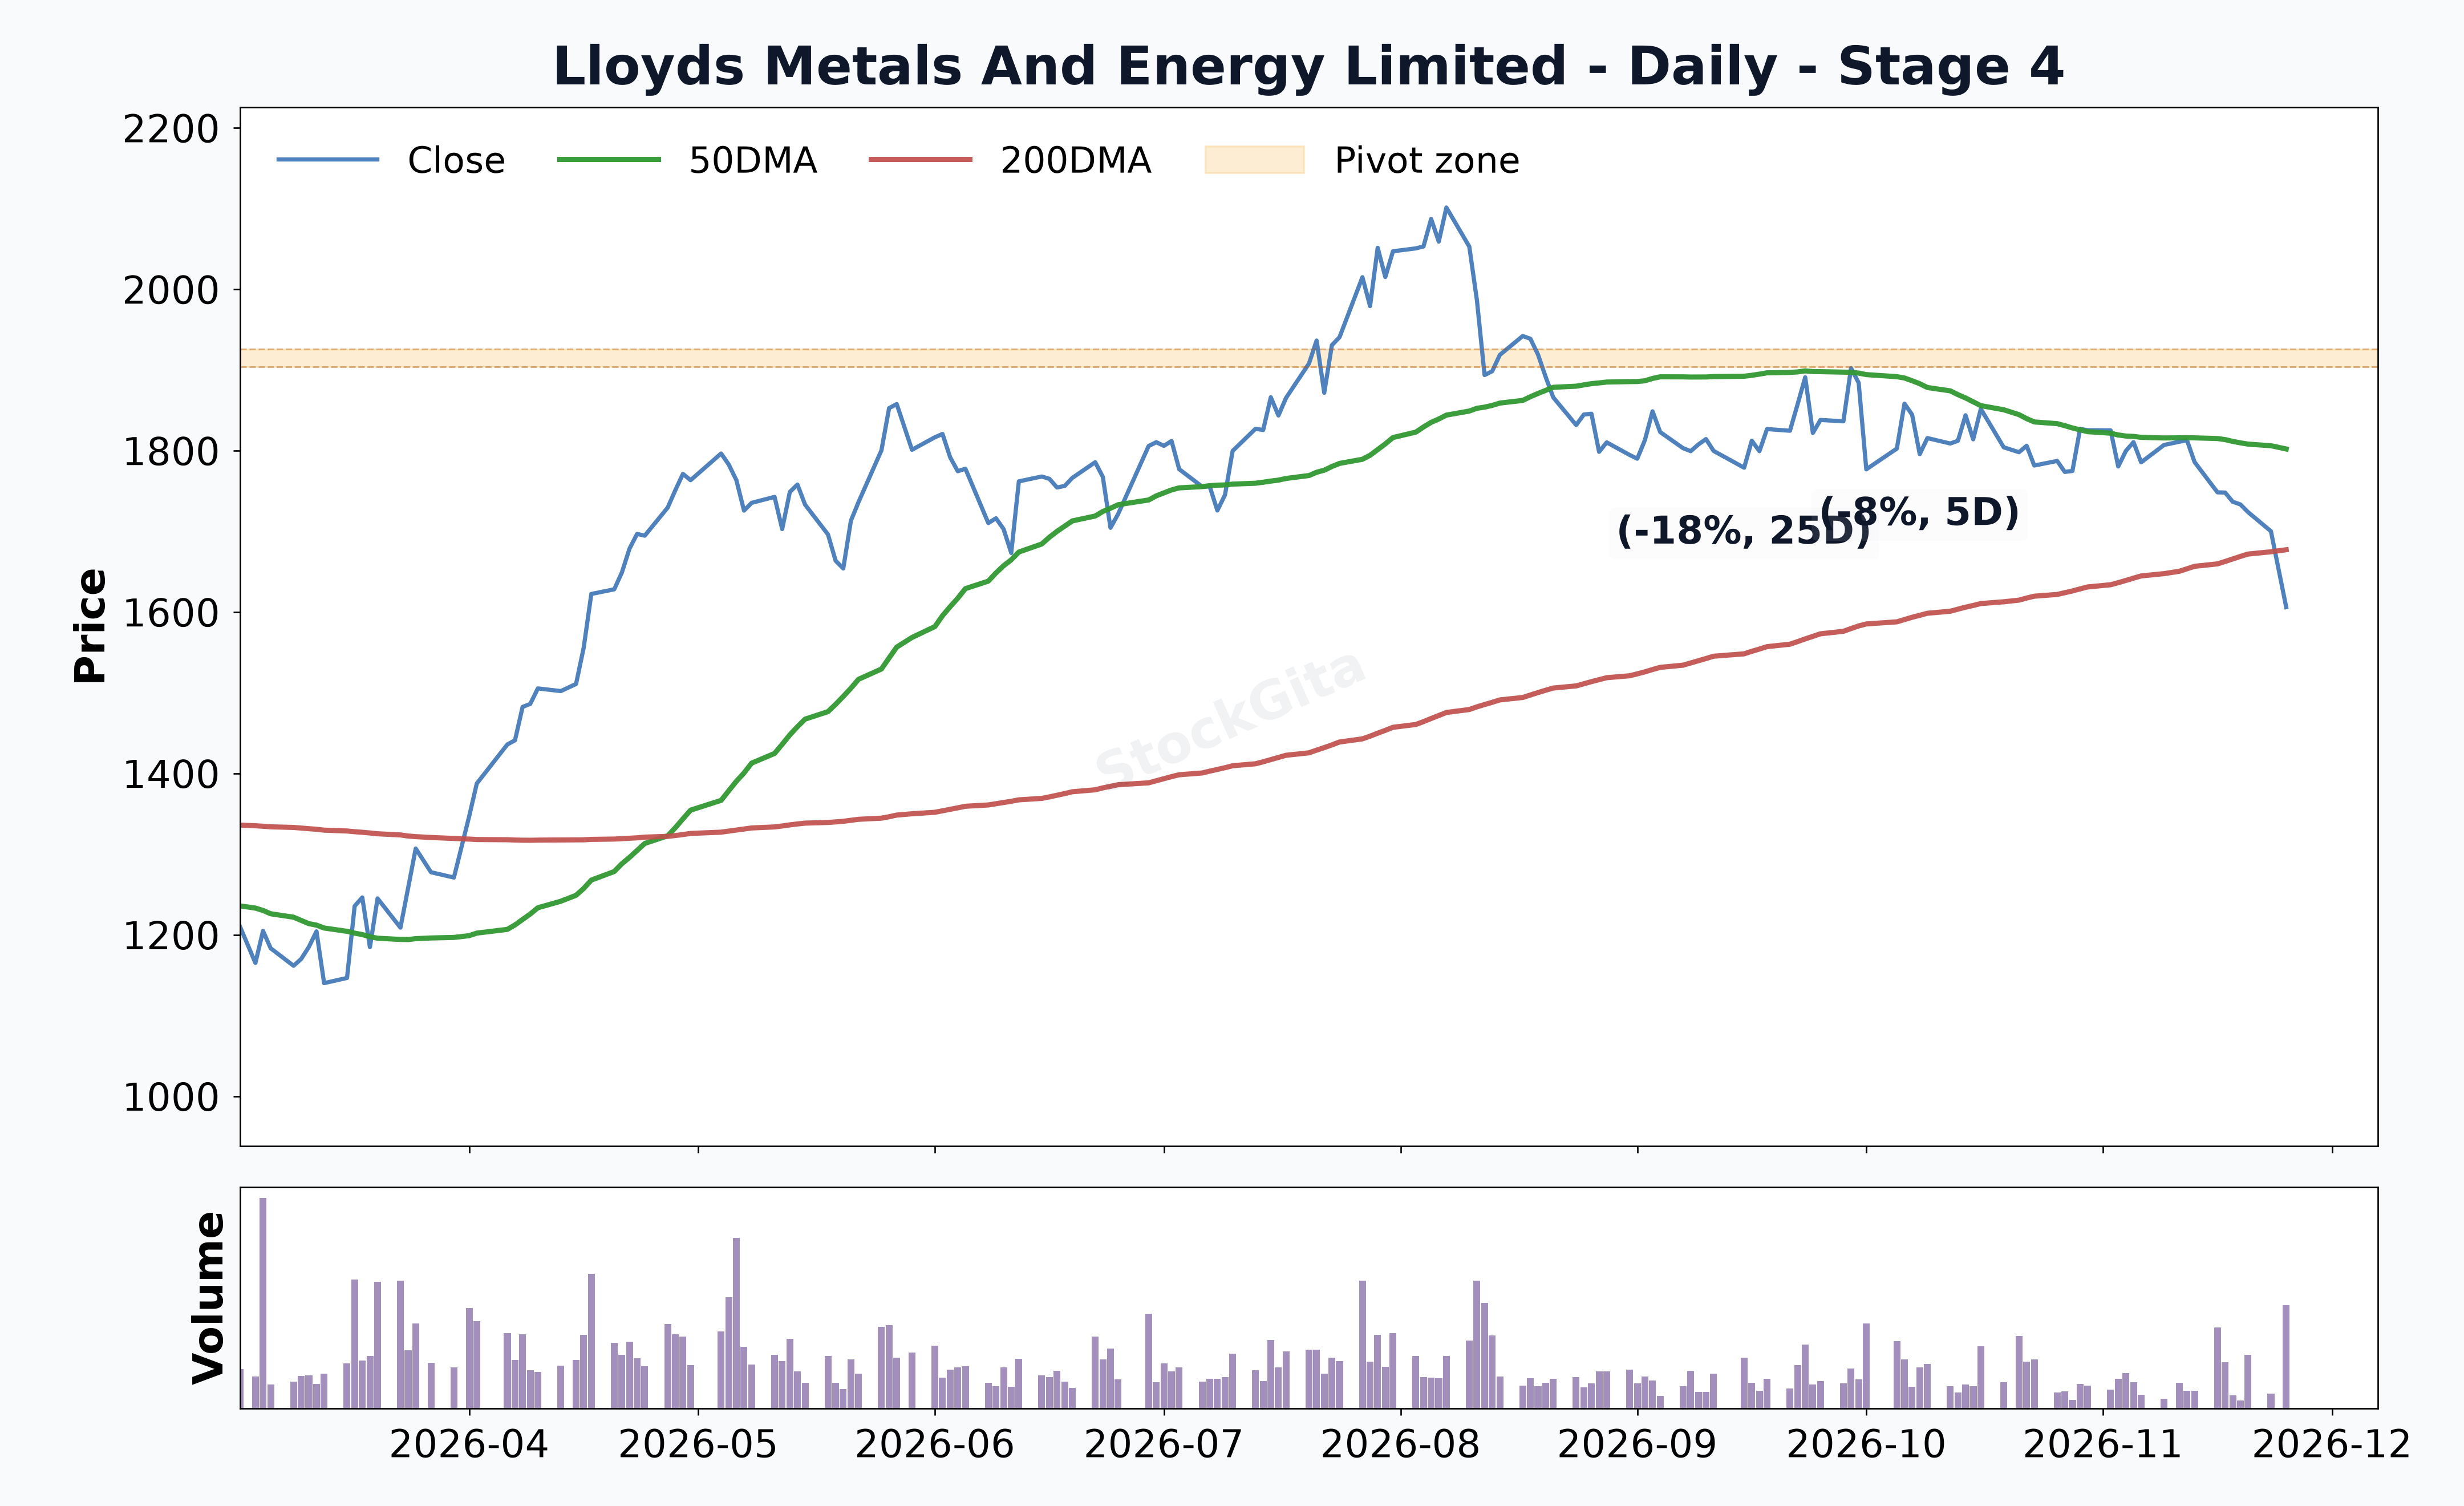 Lloyds Metals And Energy Limited - Daily - Stage 4
Close 50DMA 200DMA Pivot zone
2200
2000
1800
1600
1400
1200
1000
Price
(-8%, 5D)
(-18%, 25D)
StockGita
Volume
2026-04 2026-05 2026-06 2026-07 2026-08 2026-09 2026-10 2026-11 2026-12